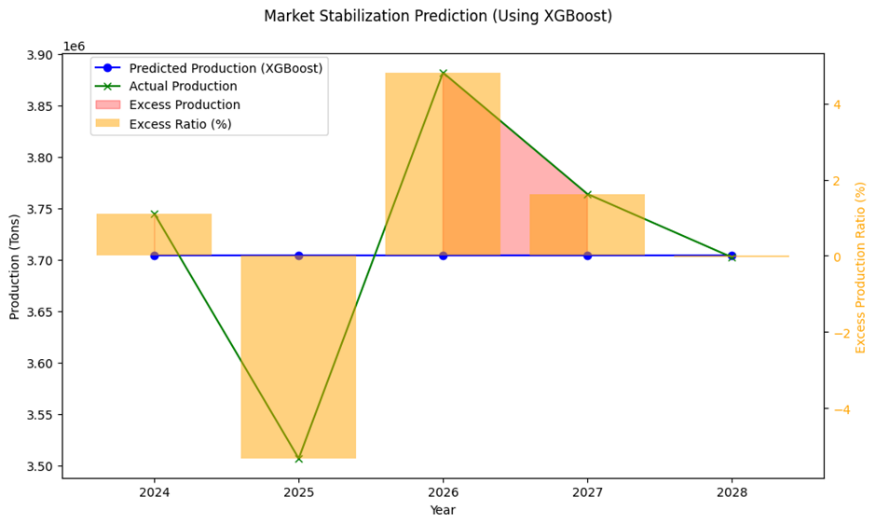 Market Stabilization Prediction (Using XGBoost)
1e6
Predicted Production (XGBoost)
Actual Production
Excess Production
Excess Ratio (%)
3.90
3.85
3.80
3.75
3.70
3.65
3.60
3.55
3.50
Production (Tons)
4
2
0
−2
−4
Excess Production Ratio (%)
2024 2025 2026 2027 2028
Year